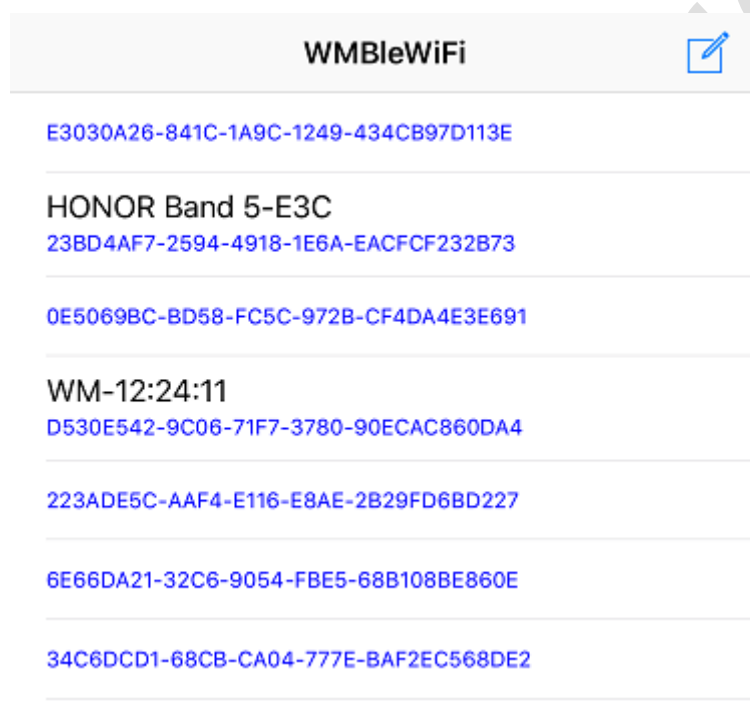 WMBleWiFi
E3030A26-841C-1A9C-1249-434CB97D113E
HONOR Band 5-E3C
23BD4AF7-2594-4918-1E6A-EACFCF232B73
0E5069BC-BD58-FC5C-972B-CF4DA4E3E691
WM-12:24:11
D530E542-9C06-71F7-3780-90ECAC860DA4
223ADE5C-AAF4-E116-E8AE-2B29FD6BD227
6E66DA21-32C6-9054-FBE5-68B108BE860E
34C6DCD1-68CB-CA04-777E-BAF2EC568DE2